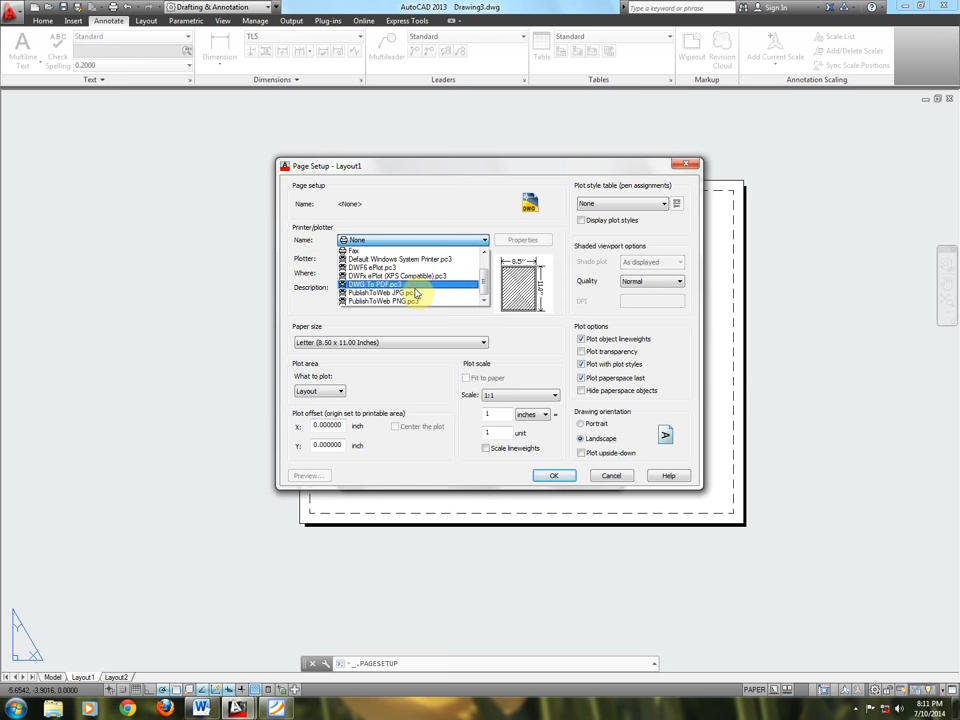 Drafting & Annotation
AutoCAD 2013 Drawing3.dwg
Type a keyword or phrase
Sign In
Home
Insert
Annotate
Layout
Parametric
View
Manage
Output
Plug-ins
Online
Express Tools
A
ABC
Multiline
Text
Check
Spelling
Standard
0.2000
Text
Dimension
TL5
Dimensions
Multileader
Standard
Leaders
Table
Standard
Tables
Wipeout
Revision
Cloud
Markup
Add Current Scale
Scale List
Add/Delete Scales
Sync Scale Positions
Annotation Scaling
Page Setup - Layout1
Page setup
Name:
<None>
DWG
Printer/plotter
Name:
None
Properties
Plotter:
Where:
Description:
Fax
Default Windows System Printer.pc3
DWF6 ePlot.pc3
DWFx ePlot (XPS Compatible).pc3
DWG To PDF.pc3
PublishToWeb JPG.pc3
PublishToWeb PNG.pc3
8.5''
11.0''
Paper size
Letter (8.50 x 11.00 Inches)
Plot area
What to plot:
Layout
Plot scale
Fit to paper
Scale:
1:1
1
inches
=
1
unit
Scale lineweights
Plot offset (origin set to printable area)
X:
0.000000
inch
Center the plot
Y:
0.000000
inch
Plot style table (pen assignments)
None
Display plot styles
Shaded viewport options
Shade plot
As displayed
Quality
Normal
DPI
Plot options
Plot object lineweights
Plot transparency
Plot with plot styles
Plot paperspace last
Hide paperspace objects
Drawing orientation
Portrait
Landscape
Plot upside-down
A
Preview...
OK
Cancel
Help
Y
X
_.PAGESETUP
Model
Layout1
Layout2
-5.6542, -3.9016, 0.0000
PAPER
8:11 PM
7/10/2014